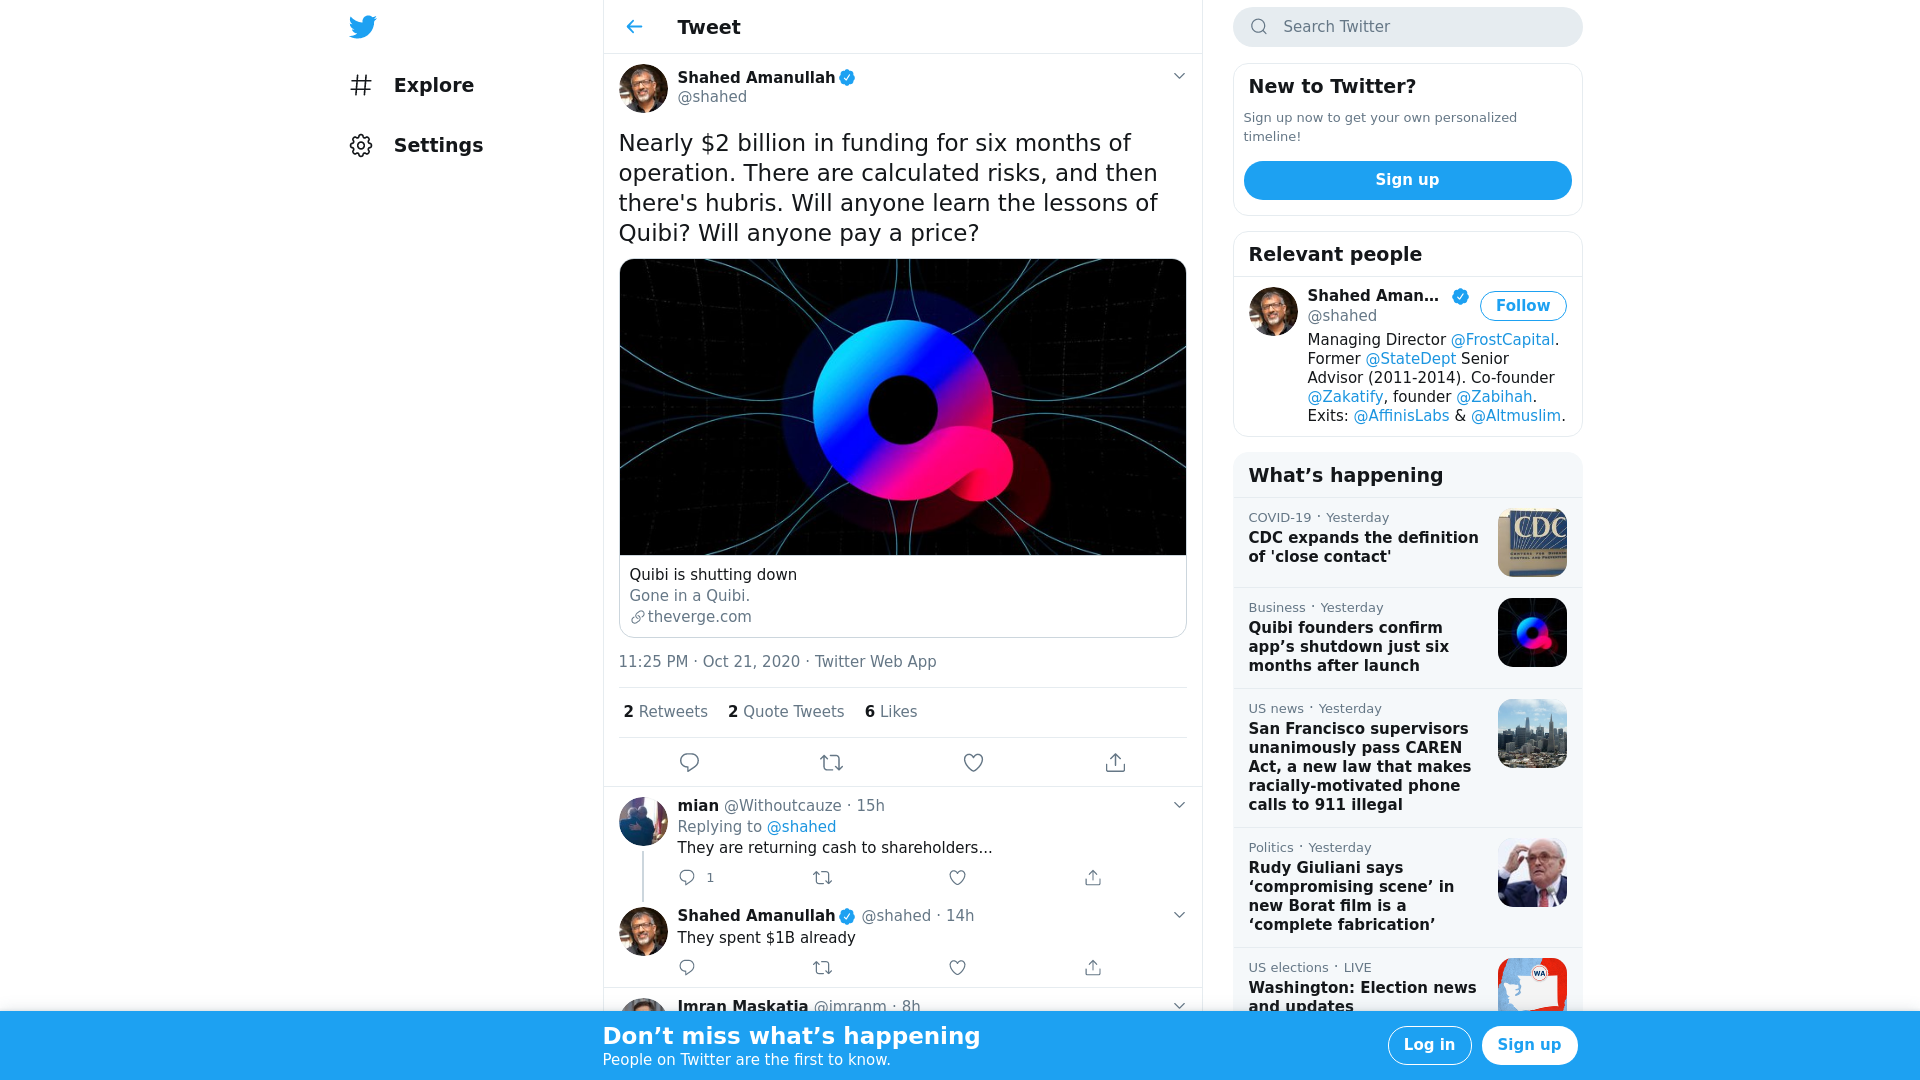 Explore
Settings
Tweet
Shahed Amanullah
@shahed
Nearly $2 billion in funding for six months of
operation. There are calculated risks, and then
there's hubris. Will anyone learn the lessons of
Quibi? Will anyone pay a price?
Quibi is shutting down
Gone in a Quibi.
theverge.com
11:25 PM · Oct 21, 2020 · Twitter Web App
2 Retweets 2 Quote Tweets 6 Likes
mian @Withoutcauze · 15h
Replying to @shahed
They are returning cash to shareholders...
1
Shahed Amanullah @shahed · 14h
They spent $1B already
Imran Maskatia @imranm · 8h
Search Twitter
New to Twitter?
Sign up now to get your own personalized
timeline!
Sign up
Relevant people
Shahed Aman...
@shahed
Follow
Managing Director @FrostCapital.
Former @StateDept Senior
Advisor (2011-2014). Co-founder
@Zakatify, founder @Zabihah.
Exits: @AffinisLabs & @Altmuslim.
What’s happening
COVID-19 · Yesterday
CDC expands the definition
of 'close contact'
CDC
Business · Yesterday
Quibi founders confirm
app’s shutdown just six
months after launch
US news · Yesterday
San Francisco supervisors
unanimously pass CAREN
Act, a new law that makes
racially-motivated phone
calls to 911 illegal
Politics · Yesterday
Rudy Giuliani says
‘compromising scene’ in
new Borat film is a
‘complete fabrication’
US elections · LIVE
Washington: Election news
and updates
WA
Don’t miss what’s happening
People on Twitter are the first to know.
Log in
Sign up